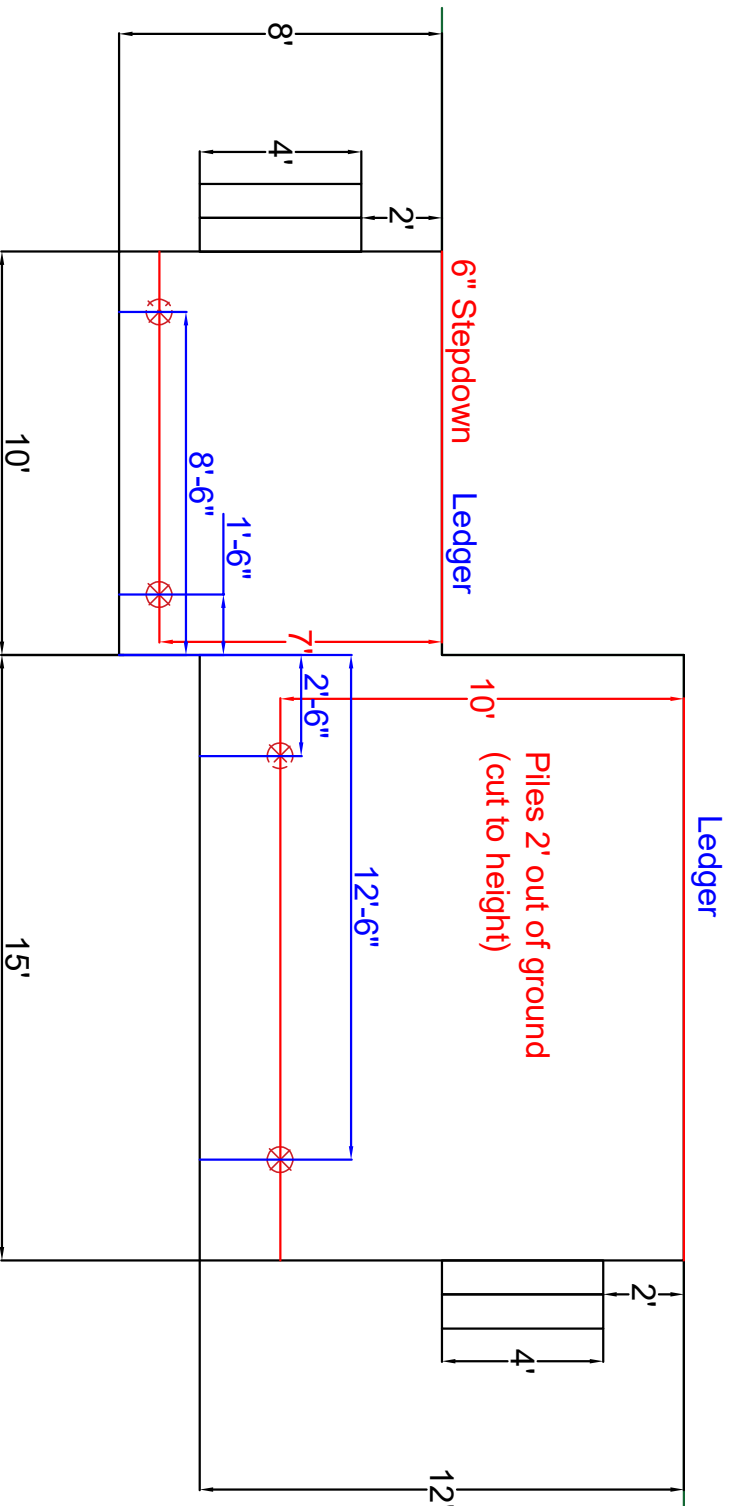 8'
4'
2'
6" Stepdown
Ledger
8'-6"
1'-6"
7'
10'
Ledger
10'
Piles 2' out of ground
(cut to height)
2'-6"
12'-6"
15'
2'
4'
12'